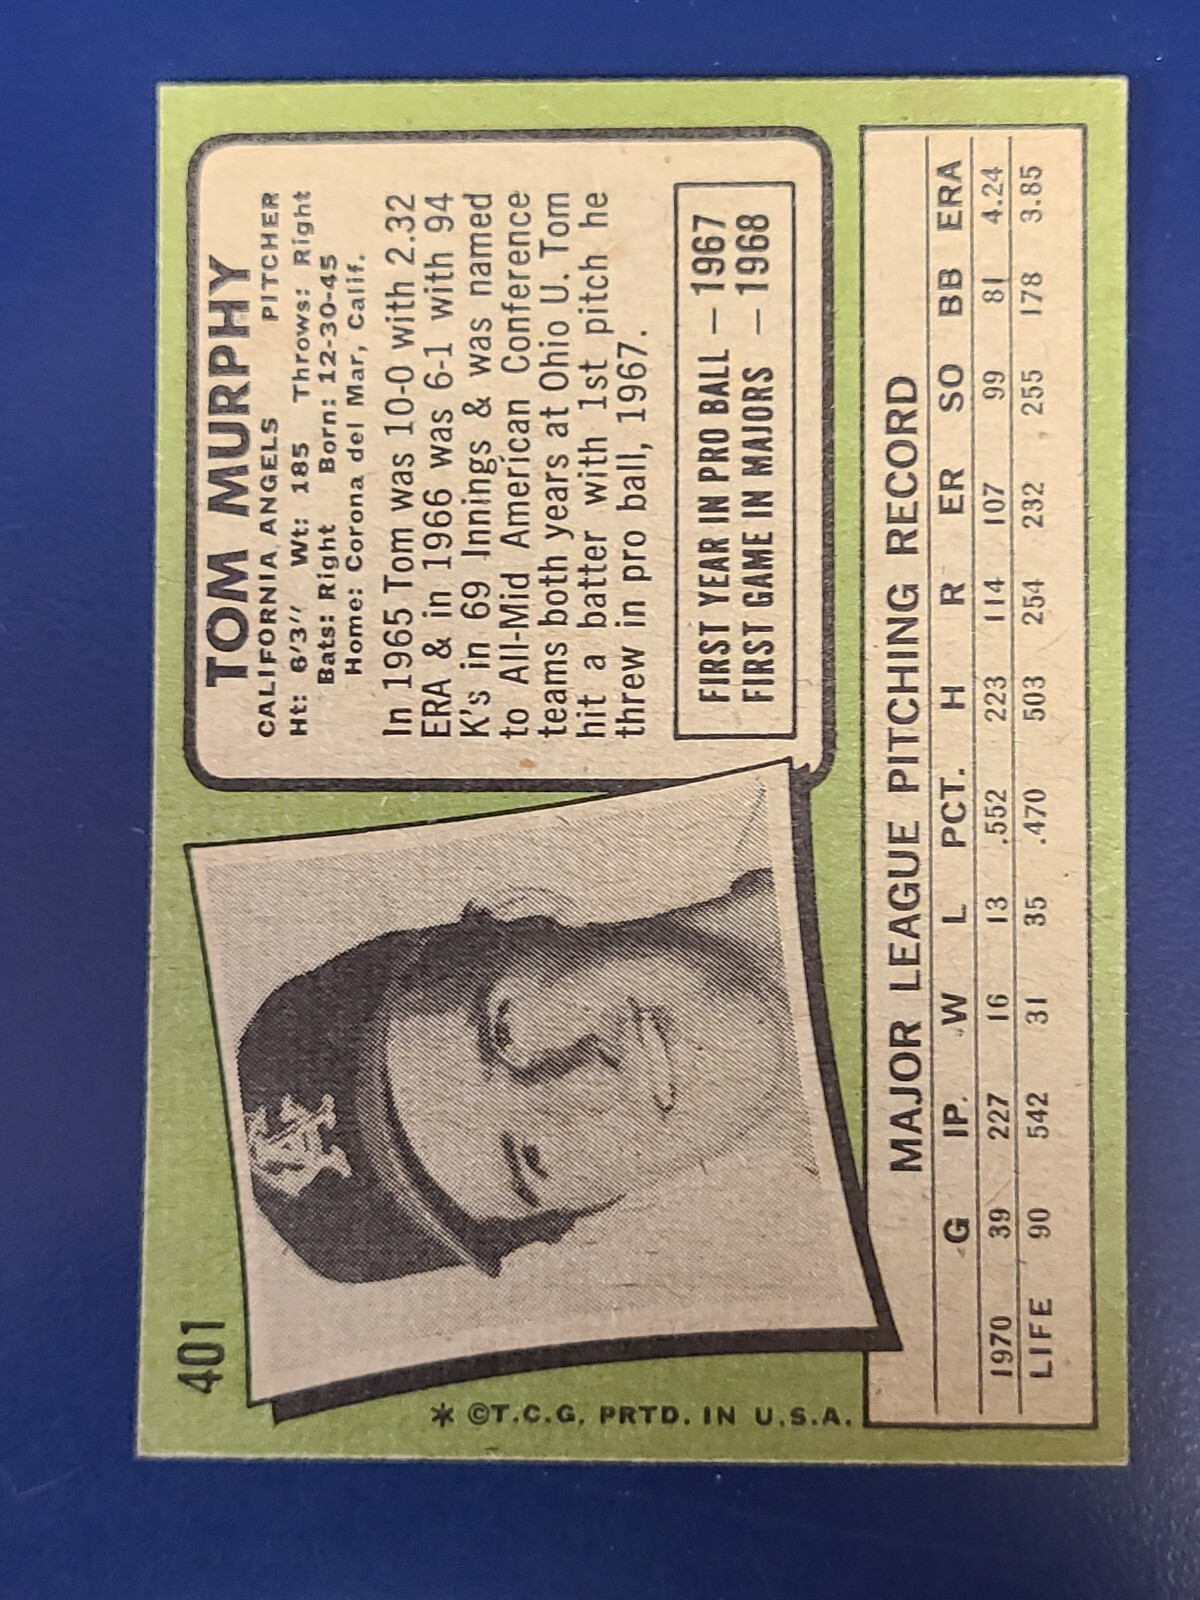 401
TOM MURPHY
CALIFORNIA ANGELS PITCHER
Ht: 6'3'' Wt: 185 Throws: Right
Bats: Right Born: 12-30-45
Home: Corona del Mar, Calif.
In 1965 Tom was 10-0 with 2.32
ERA & in 1966 was 6-1 with 94
K's in 69 Innings & was named
to All-Mid American Conference
teams both years at Ohio U. Tom
hit a batter with 1st pitch he
threw in pro ball, 1967.
FIRST YEAR IN PRO BALL — 1967
FIRST GAME IN MAJORS — 1968
CA
* ©T.C.G. PRTD. IN U.S.A.
MAJOR LEAGUE PITCHING RECORD
G IP. W L PCT. H R ER SO BB ERA
1970 39 227 16 13 .552 223 114 107 99 81 4.24
LIFE 90 542 31 35 .470 503 254 232 255 178 3.85